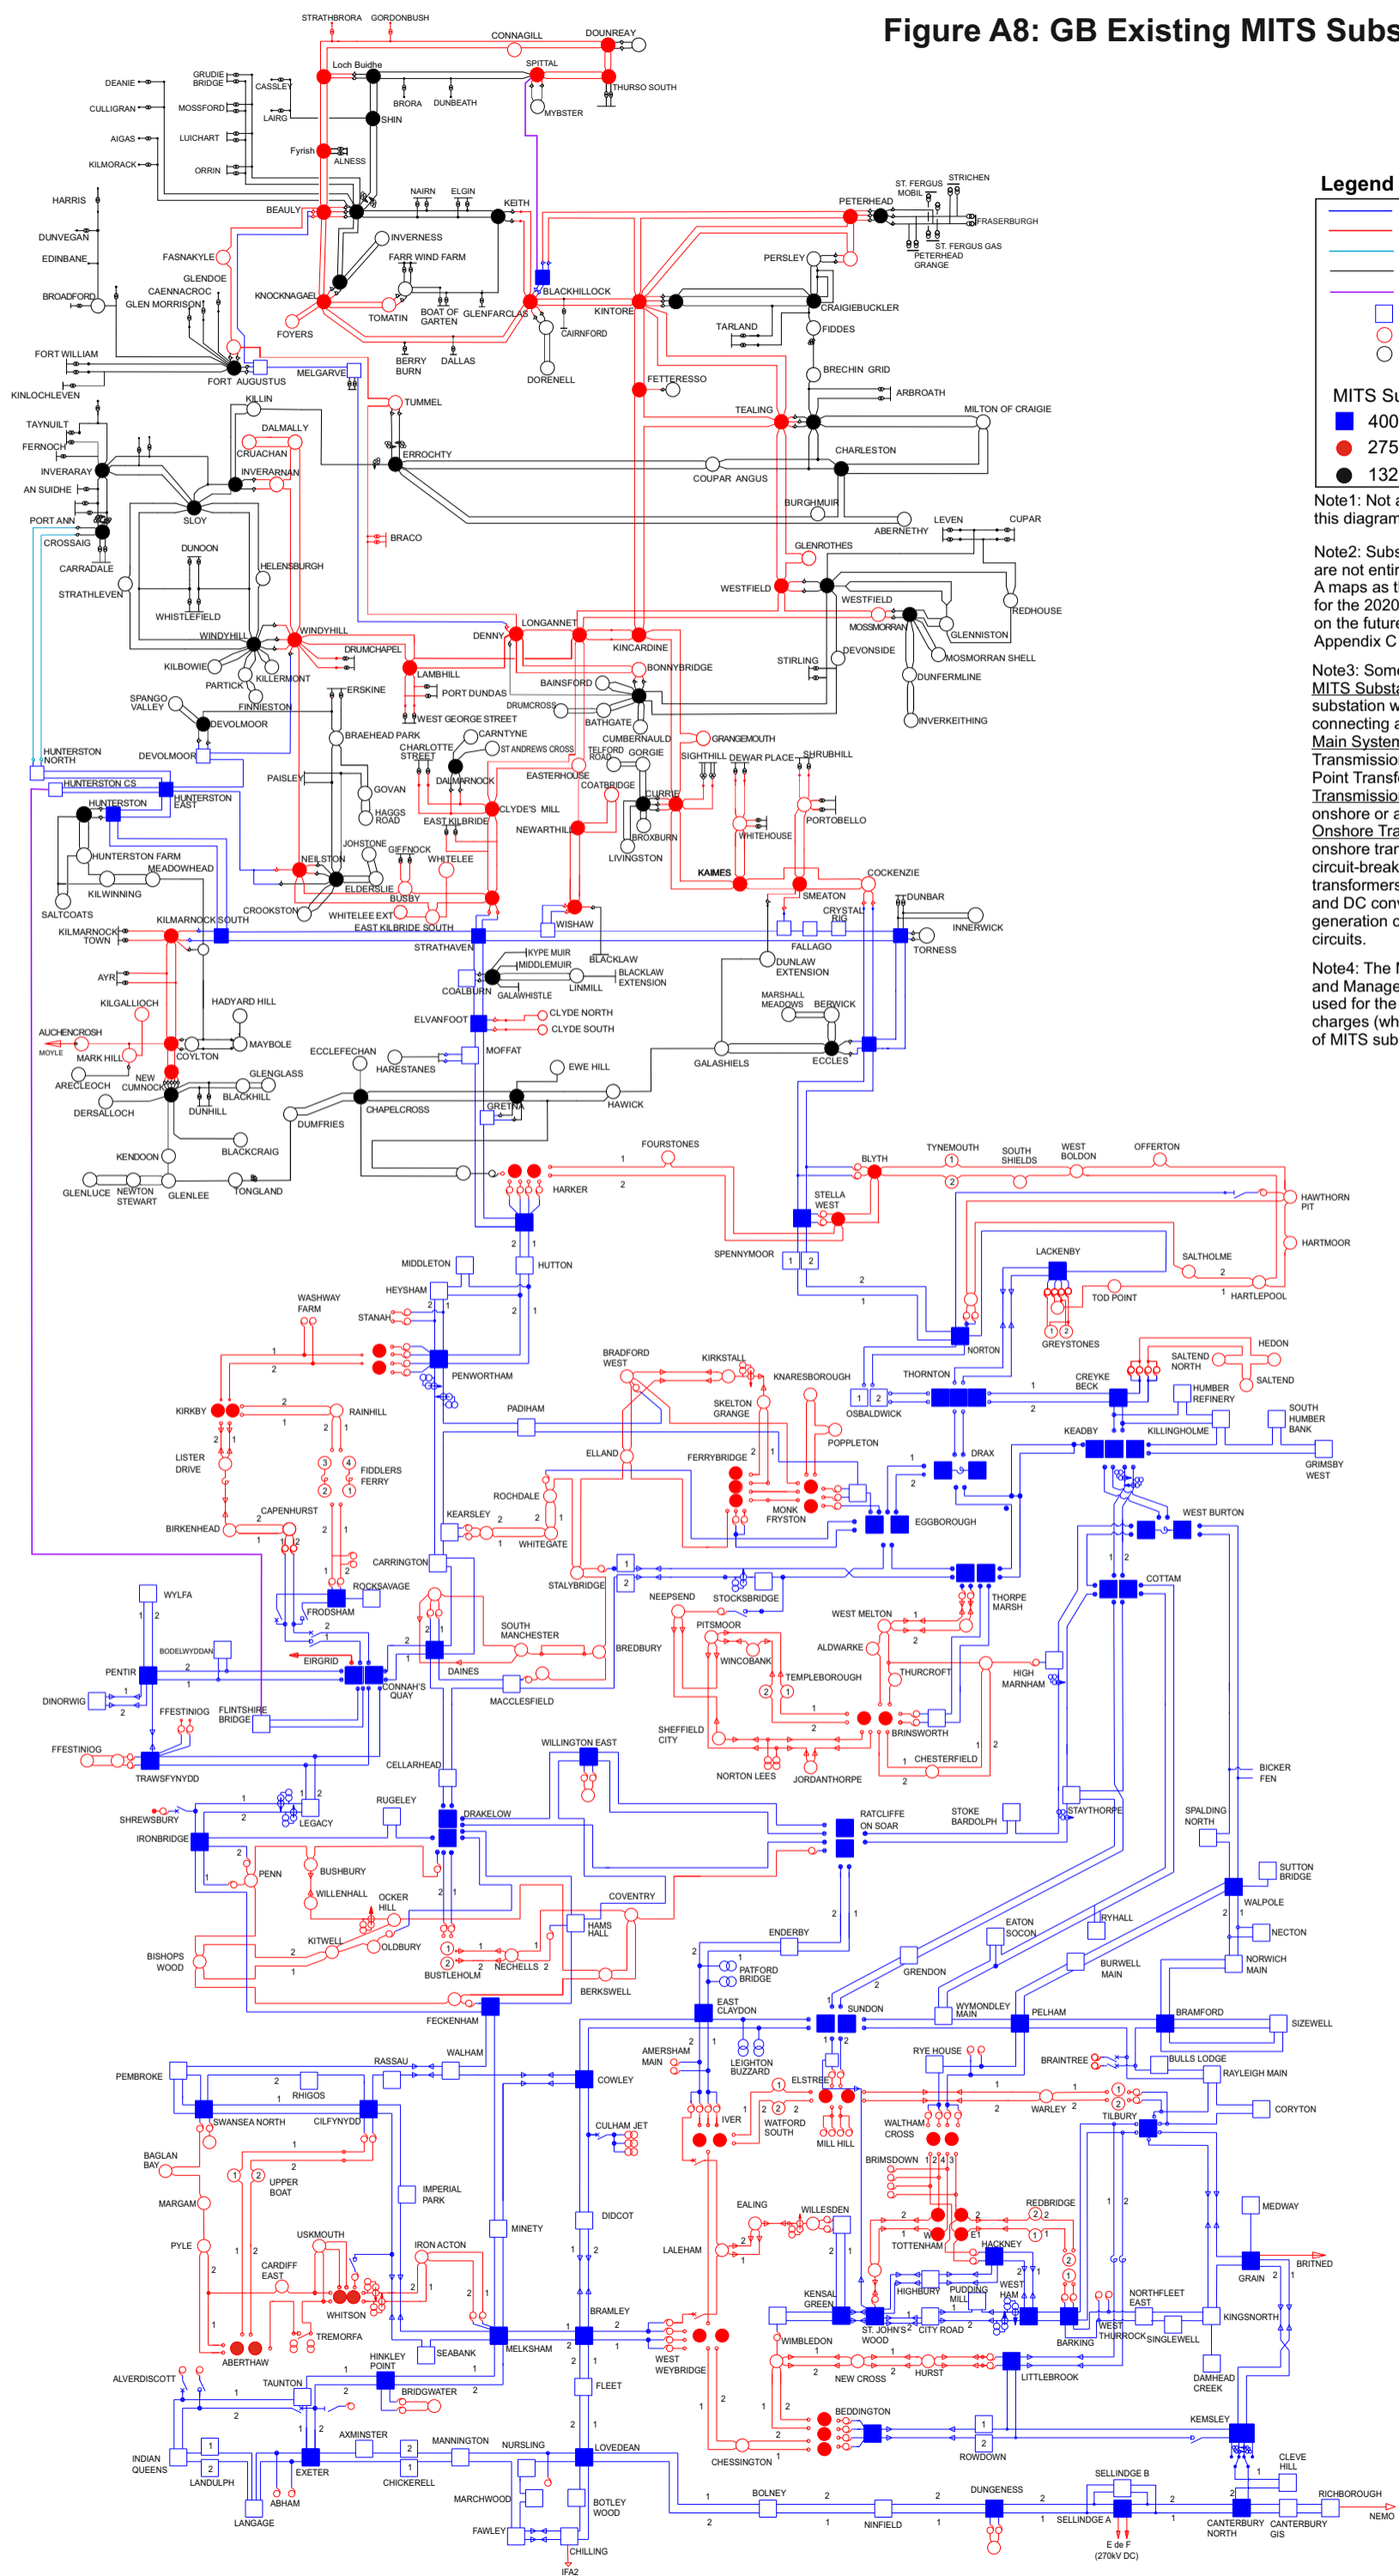 Figure A8: GB Existing MITS Subs
STRATHBRORA
GORDONBUSH
CONNAGILL
DOUNREAY
Loch Buidhe
SPITTAL
THURSO SOUTH
MYBSTER
DEANIE
GRUDIE
BRIDGE
CASSLEY
BRORA
DUNBEATH
CULLIGRAN
MOSSFORD
LAIRG
SHIN
AIGAS
LUICHART
Fyrish
ALNESS
KILMORACK
ORRIN
HARRIS
BEAULY
NAIRN
ELGIN
KEITH
PETERHEAD
ST. FERGUS
MOBIL
STRICHEN
FRASERBURGH
ST. FERGUS GAS
PETERHEAD
GRANGE
DUNVEGAN
EDINBANE
FASNAKYLE
INVERNESS
FARR WIND FARM
PERSLEY
GLENDOE
CAENNACROC
GLEN MORRISON
BROADFORD
KNOCKNAGAEL
TOMATIN
BOAT OF
GARTEN
GLENFARCLAS
BLACKHILLOCK
KINTORE
CRAIGIEBUCKLER
FOYERS
CAIRNFORD
TARLAND
FIDDES
BERRY
BURN
DALLAS
DORENELL
FORT WILLIAM
FORT AUGUSTUS
MELGARVE
KINLOCHLEVEN
FETTERESSO
BRECHIN GRID
ARBROATH
TAYNUILT
KILLIN
TUMMEL
TEALING
MILTON OF CRAIGIE
FERNOCH
DALMALLY
CRUACHAN
INVERARAY
INVERARNAN
ERROCHTY
CHARLESTON
COUPAR ANGUS
AN SUIDHE
SLOY
BURGHMUIR
ABERNETHY
PORT ANN
CROSSAIG
LEVEN
CUPAR
BRACO
DUNOON
CARRADALE
HELENSBURGH
GLENROTHES
STRATHLEVEN
WHISTLEFIELD
WESTFIELD
WESTFIELD
REDHOUSE
MOSSMORRAN
GLENNISTON
WINDYHILL
WINDYHILL
DENNY
LONGANNET
KINCARDINE
DEVONSIDE
MOSMORRAN SHELL
DRUMCHAPEL
KILBOWIE
KILLERMONT
LAMBHILL
BONNYBRIDGE
STIRLING
DUNFERMLINE
PARTICK
FINNIESTON
ERSKINE
PORT DUNDAS
BAINSFORD
DRUMCROSS
BATHGATE
INVERKEITHING
SPANGO
VALLEY
DEVOLMOOR
WEST GEORGE STREET
CUMBERNAULD
BRAEHEAD PARK
CARNTYNE
CHARLOTTE
STREET
ST ANDREWS CROSS
TELFORD
ROAD
GORGIE
GRANGEMOUTH
DEVOLMOOR
DALMARNOCK
EASTERHOUSE
SIGHTHILL
DEWAR PLACE
SHRUBHILL
HUNTERSTON
NORTH
PAISLEY
COATBRIDGE
HUNTERSTON CS
GOVAN
HUNTERSTON
HUNTERSTON
EAST
HAGGS
ROAD
CLYDE'S MILL
CURRIE
EAST KILBRIDE
NEWARTHILL
PORTOBELLO
WHITEHOUSE
BROXBURN
LIVINGSTON
HUNTERSTON FARM
JOHSTONE
GIFFNOCK
WHITELEE
MEADOWHEAD
NEILSTON
ELDERSLIE
BUSBY
KAIMES
COCKENZIE
KILWINNING
SMEATON
SALTCOATS
CROOKSTON
WHITELEE EXT
EAST KILBRIDE SOUTH
WISHAW
CRYSTAL
RIG
DUNBAR
INNERWICK
KILMARNOCK SOUTH
KILMARNOCK
TOWN
STRATHAVEN
BLACKLAW
FALLAGO
TORNESS
DUNLAW
EXTENSION
AYR
KYPE MUIR
MIDDLEMUIR
COALBURN
GALAWHISTLE
LINMILL
BLACKLAW
EXTENSION
KILGALLIOCH
HADYARD HILL
MARSHALL
MEADOWS
BERWICK
AUCHENCROSH
MOYLE
ELVANFOOT
CLYDE NORTH
CLYDE SOUTH
MARK HILL
COYLTON
MAYBOLE
ECCLEFECHAN
MOFFAT
HARESTANES
GALASHIELS
ECCLES
ARECLEOCH
NEW
CUMNOCK
GLENGLASS
BLACKHILL
EWE HILL
DERSALLOCH
DUNHILL
DUMFRIES
CHAPELCROSS
GRETNA
HAWICK
BLACKCRAIG
KENDOON
GLENLUCE
NEWTON
STEWART
GLENLEE
TONGLAND
FOURSTONES
HARKER
BLYTH
TYNEMOUTH
SOUTH
SHIELDS
WEST
BOLDON
OFFERTON
STELLA
WEST
HAWTHORN
PIT
HARTMOOR
SPENNYMOOR
MIDDLETON
HUTTON
LACKENBY
SALTHOLME
HEYSHAM
TOD POINT
HARTLEPOOL
WASHWAY
FARM
STANAH
GREYSTONES
NORTON
PENWORTHAM
BRADFORD
WEST
KIRKSTALL
KNARESBOROUGH
THORNTON
HEDON
SALTEND
NORTH
SALTEND
CREYKE
BECK
HUMBER
REFINERY
KIRKBY
RAINHILL
PADIHAM
SKELTON
GRANGE
OSBALDWICK
SOUTH
HUMBER
BANK
POPPLETON
KEADBY
KILLINGHOLME
LISTER
DRIVE
FIDDLERS
FERRY
ELLAND
FERRYBRIDGE
DRAX
GRIMSBY
WEST
ROCHDALE
MONK
FRYSTON
CAPENHURST
KEARSLEY
EGGBOROUGH
WEST BURTON
BIRKENHEAD
WHITEGATE
CARRINGTON
STALYBRIDGE
WYLFA
ROCKSAVAGE
FRODSHAM
STOCKSBRIDGE
THORPE
MARSH
COTTAM
NEEPSEND
PITSMOOR
WEST MELTON
BODELWYDDAN
SOUTH
MANCHESTER
BREDBURY
WINCOBANK
ALDWARKE
PENTIR
EIRGRID
CONNAH'S
QUAY
DAINES
MACCLESFIELD
TEMPLEBOROUGH
THURCROFT
HIGH
MARNHAM
DINORWIG
FFESTINIOG
FLINTSHIRE
BRIDGE
FFESTINIOG
SHEFFIELD
CITY
BRINSWORTH
WILLINGTON EAST
TRAWSFYNYDD
CELLARHEAD
NORTON LEES
JORDANTHORPE
CHESTERFIELD
BICKER
FEN
SHREWSBURY
LEGACY
RUGELEY
DRAKELOW
RATCLIFFE
ON SOAR
STOKE
BARDOLPH
STAYTHORPE
SPALDING
NORTH
IRONBRIDGE
PENN
BUSHBURY
SUTTON
BRIDGE
WILLENHALL
OCKER
HILL
COVENTRY
WALPOLE
KITWELL
OLDBURY
HAMS
HALL
ENDERBY
EATON
SOCON
RYHALL
NECTON
BISHOPS
WOOD
BUSTLEHOLM
NECHELLS
BERKSWELL
PATFORD
BRIDGE
GRENDON
BURWELL
MAIN
NORWICH
MAIN
FECKENHAM
EAST
CLAYDON
SUNDON
WYMONDLEY
MAIN
PELHAM
BRAMFORD
SIZEWELL
PEMBROKE
RASSAU
WALHAM
AMERSHAM
MAIN
LEIGHTON
BUZZARD
RYE HOUSE
BRAINTREE
BULLS LODGE
RAYLEIGH MAIN
RHIGOS
COWLEY
ELSTREE
SWANSEA NORTH
CILFYNYDD
CULHAM JET
IVER
WATFORD
SOUTH
MILL HILL
WALTHAM
CROSS
WARLEY
TILBURY
CORYTON
BAGLAN
BAY
UPPER
BOAT
BRIMSDOWN
MARGAM
IMPERIAL
PARK
DIDCOT
EALING
WILLESDEN
REDBRIDGE
MEDWAY
USKMOUTH
MINETY
PYLE
IRON ACTON
LALEHAM
TOTTENHAM
HACKNEY
CARDIFF
EAST
BRITNED
GRAIN
WHITSON
BRAMLEY
KENSAL
GREEN
HIGHBURY
PUDDING
MILL
WEST
HAM
NORTHFLEET
EAST
KINGSNORTH
TREMORFA
ABERTHAW
SEABANK
MELKSHAM
ST. JOHN'S
WOOD
CITY ROAD
BARKING
WEST
THURROCK
SINGLEWELL
HINKLEY
POINT
WEST
WEYBRIDGE
WIMBLEDON
NEW CROSS
HURST
LITTLEBROOK
DAMHEAD
CREEK
ALVERDISCOTT
TAUNTON
BRIDGWATER
FLEET
BEDDINGTON
KEMSLEY
AXMINSTER
MANNINGTON
NURSLING
LOVEDEAN
CHESSINGTON
ROWDOWN
CLEVE
HILL
INDIAN
QUEENS
LANDULPH
EXETER
CHICKERELL
MARCHWOOD
BOTLEY
WOOD
BOLNEY
DUNGENESS
SELLINDGE B
RICHBOROUGH
LANGAGE
ABHAM
FAWLEY
CHILLING
NINFIELD
SELLINDGE A
CANTERBURY
NORTH
CANTERBURY
GIS
NEMO
E de F
(270kV DC)
IFA2
Legend
MITS Su
400
275
132
Note1: Not a
this diagram
Note2: Subs
are not entir
A maps as t
for the 2020
on the future
Appendix C
Note3: Some
MITS Substa
substation w
connecting a
Main System
Transmission
Point Transf
Transmission
onshore or a
Onshore Tra
onshore tran
circuit-break
transformers
and DC conv
generation c
circuits.
Note4: The M
and Manage
used for the
charges (wh
of MITS sub